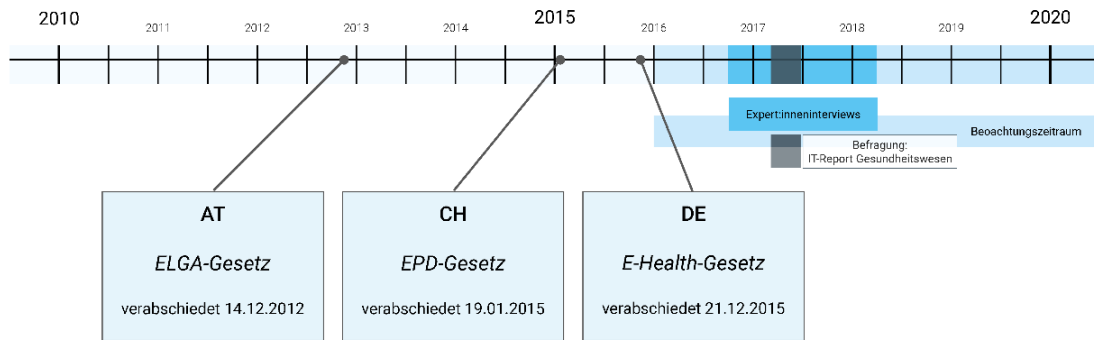 2010
2011
2012
2013
2014
2015
2016
2017
2018
2019
2020
Expert:inneninterviews
Beoachtungszeitraum
Befragung:
IT-Report Gesundheitswesen
AT
ELGA-Gesetz
verabschiedet 14.12.2012
CH
EPD-Gesetz
verabschiedet 19.01.2015
DE
E-Health-Gesetz
verabschiedet 21.12.2015